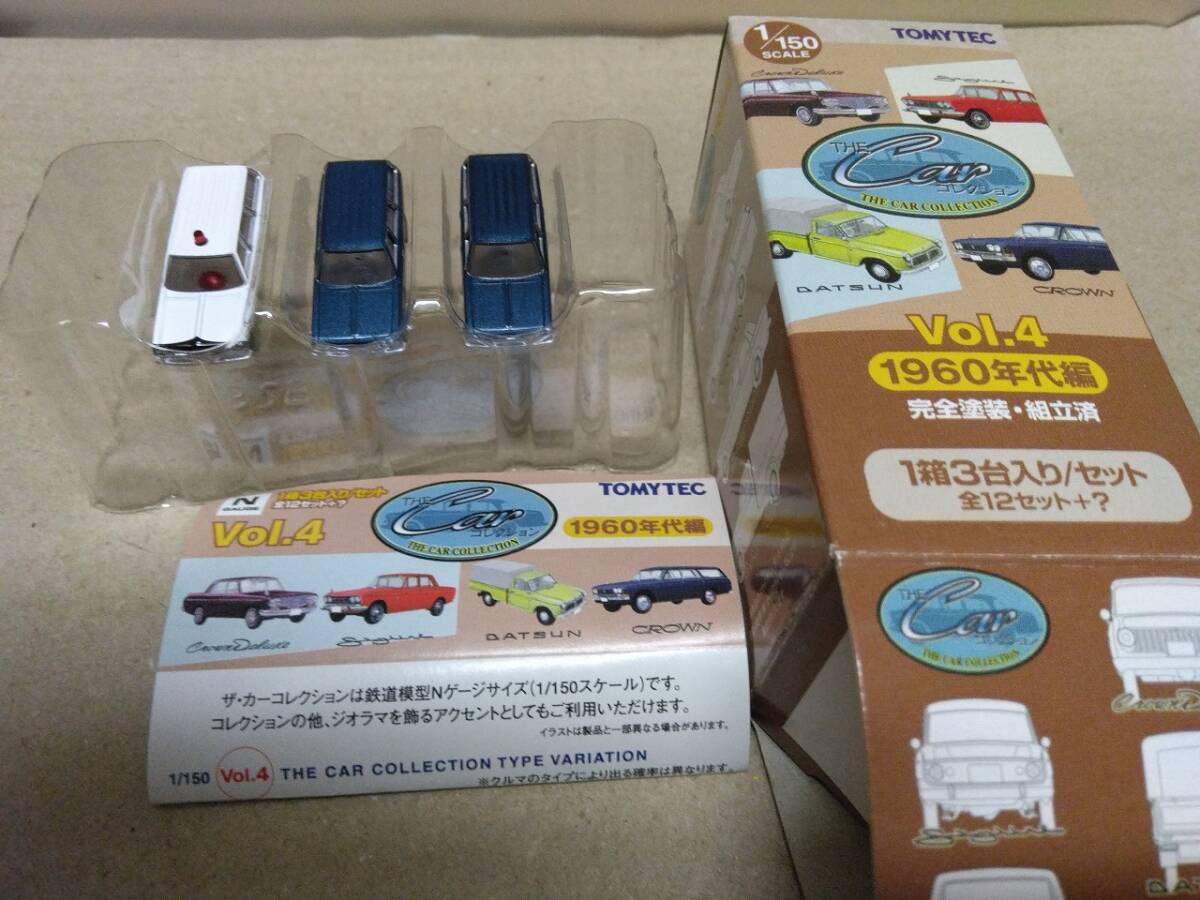 1/150
SCALE
TOMYTEC
Crown Deluxe
Skyline
THE
Car
コレクション
THE CAR COLLECTION
DATSUN
CROWN
Vol.4
1960年代編
完全塗装・組立済
1箱3台入り/セット
全12セット+?
THE
Car
コレクション
THE CAR COLLECTION
Crown De
Skyline
DA
N
GAUGE
1箱3台入り/セット
全12セット+?
Vol.4
THE
Car
コレクション
THE CAR COLLECTION
TOMYTEC
1960年代編
Crown Deluxe
Skyline
DATSUN
CROWN
ザ・カーコレクションは鉄道模型Nゲージサイズ(1/150スケール)です。
コレクションの他、ジオラマを飾るアクセントとしてもご利用いただけます。
イラストは製品と一部異なる場合があります。
1/150 Vol.4 THE CAR COLLECTION TYPE VARIATION
※クルマのタイプにより出る確率は異なります。